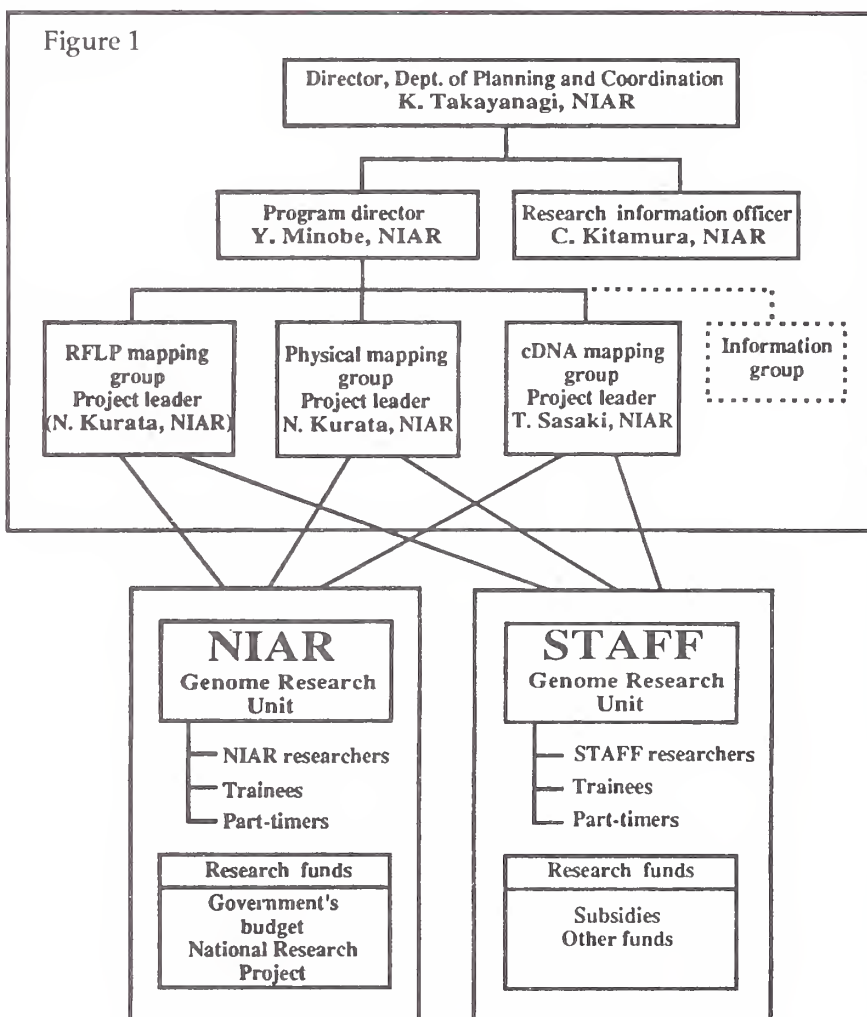 Figure 1
Director, Dept. of Planning and Coordination
K. Takayanagi, NIAR
Program director
Y. Minobe, NIAR
Research information officer
C. Kitamura, NIAR
RFLP mapping
group
Project leader
(N. Kurata, NIAR)
Physical mapping
group
Project leader
N. Kurata, NIAR
cDNA mapping
group
Project leader
T. Sasaki, NIAR
Information
group
NIAR
Genome Research
Unit
NIAR researchers
Trainees
Part-timers
Research funds
Government's
budget
National Research
Project
STAFF
Genome Research
Unit
STAFF researchers
Trainees
Part-timers
Research funds
Subsidies
Other funds